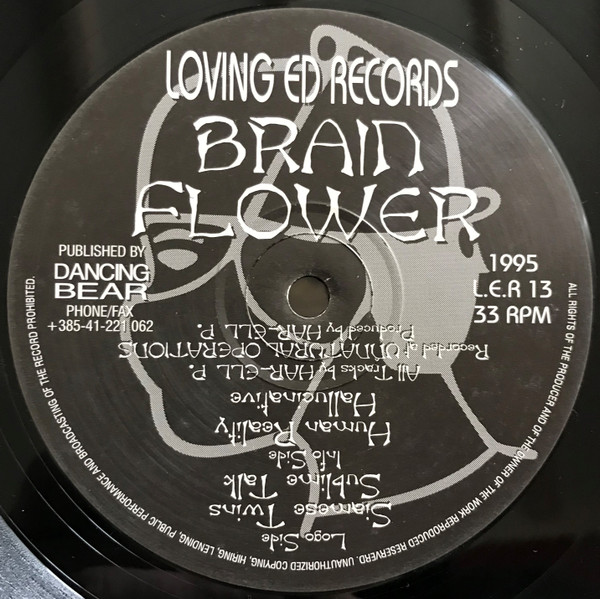 LOVING ED RECORDS
BRAIN
FLOWER
PUBLISHED BY
DANCING
BEAR
PHONE/FAX
+385-41-221 062
1995
L.E.R 13
33 RPM
Logo Side
Siamese Twins
Sublime Talk
Info Side
Human Reality
Hallucinative
All Tracks by HAR-ELL P.
Recorded at UNNATURAL OPERATIONS
Produced by HAR-ELL P.
ALL RIGHTS OF THE PRODUCER AND OF THE OWNER OF THE WORK REPRODUCED RESERVERD. UNAUTHORIZED COPYING, HIRING, LENDING, PUBLIC PERFORMANCE AND BROADCASTING OF THE RECORD PROHIBITED.